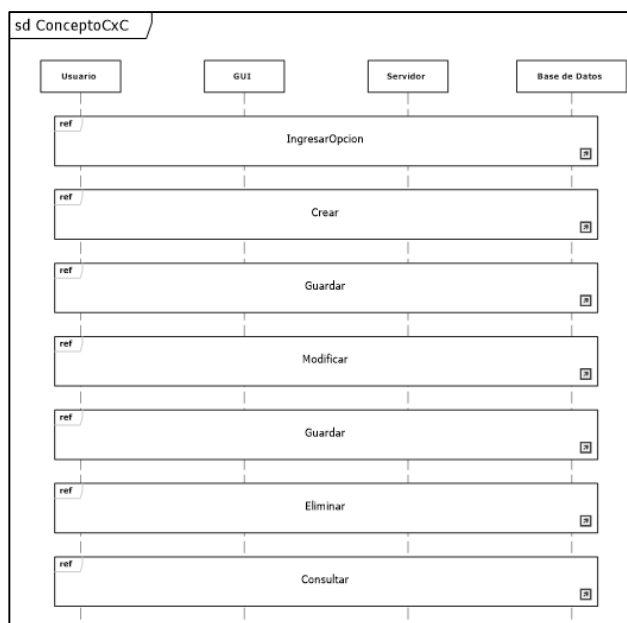 sd ConceptoCxC
Usuario GUI Servidor Base de Datos
ref
IngresarOpcion
ref
Crear
ref
Guardar
ref
Modificar
ref
Guardar
ref
Eliminar
ref
Consultar